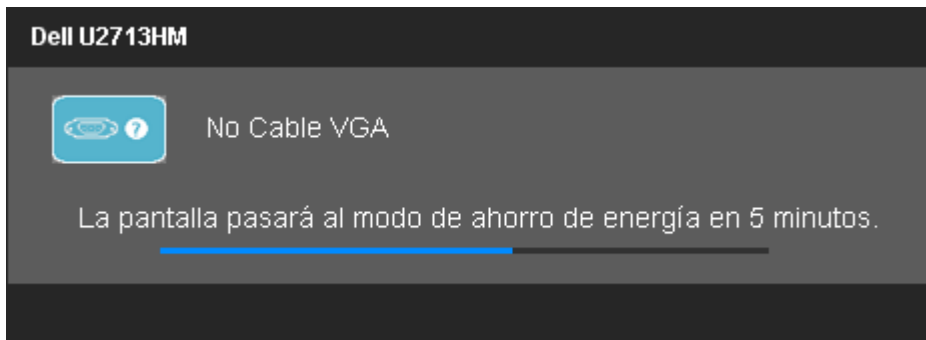 Dell U2713HM
?
No Cable VGA
La pantalla pasará al modo de ahorro de energía en 5 minutos.